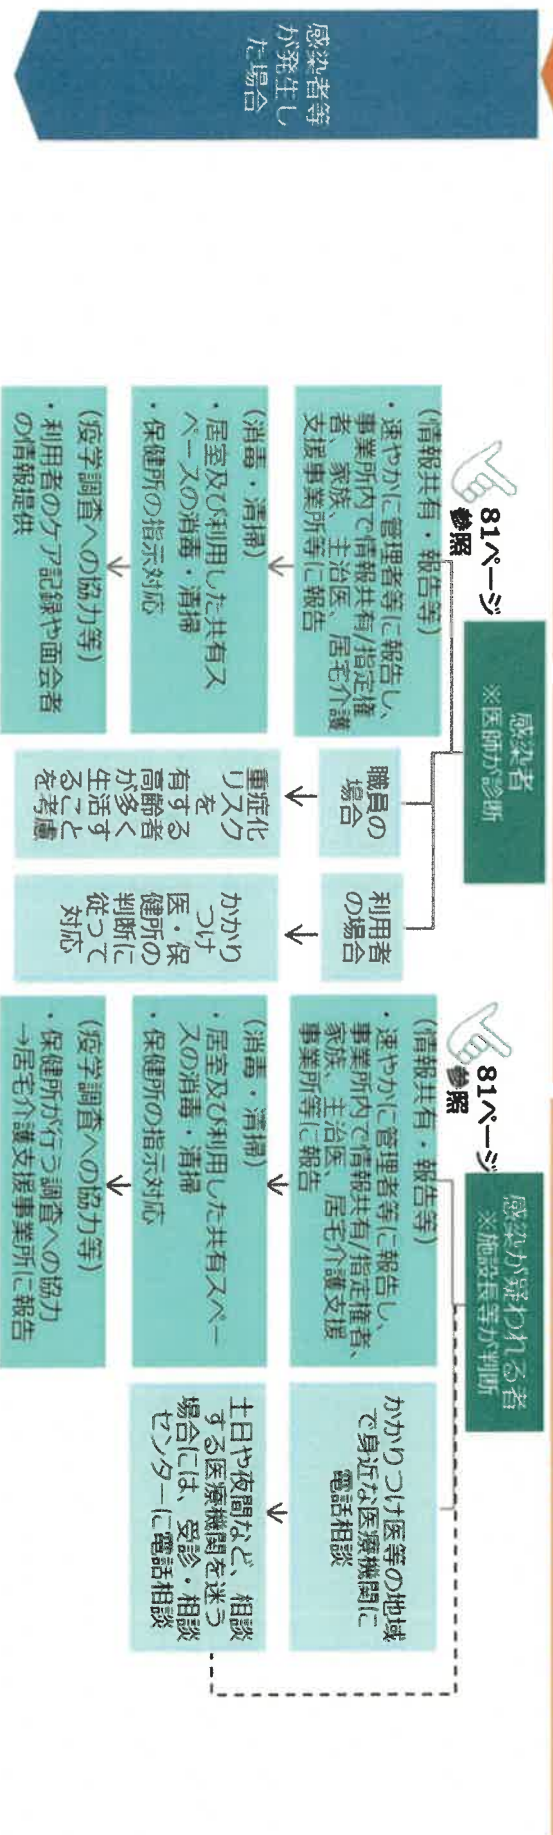 感染者等
が発生し
た場合
81ページ
参照
感染者
※医師が診断
(情報共有・報告等)
・速やかに管理者等に報告し、
事業所内で情報共有/指定権
者、家族、主治医、居宅介護
支援事業所等に報告
(消毒・清掃)
・居室及び利用した共有ス
ペースの消毒・清掃
・保健所の指示対応
(疫学調査への協力等)
・利用者のケア記録や面会者
の情報提供
職員の
場合
重症化
リスク
を
有する
高齢者
が多く
生活す
ること
を考慮
利用者
の場合
かかり
つけ
医・保
健所の
判断に
従って
対応
81ページ
参照
感染が疑われる者
※施設長等が判断
(情報共有・報告等)
・速やかに管理者等に報告し、
事業所内で情報共有/指定権者、
家族、主治医、居宅介護支援
事業所等に報告
(消毒・清掃)
・居室及び利用した共有スペー
スの消毒・清掃
・保健所の指示対応
(疫学調査への協力等)
・保健所が行う調査への協力
→居宅介護支援事業所に報告
かかりつけ医等の地域
で身近な医療機関に
電話相談
土日や夜間など、相談
する医療機関を迷う
場合には、受診・相談
センターに電話相談